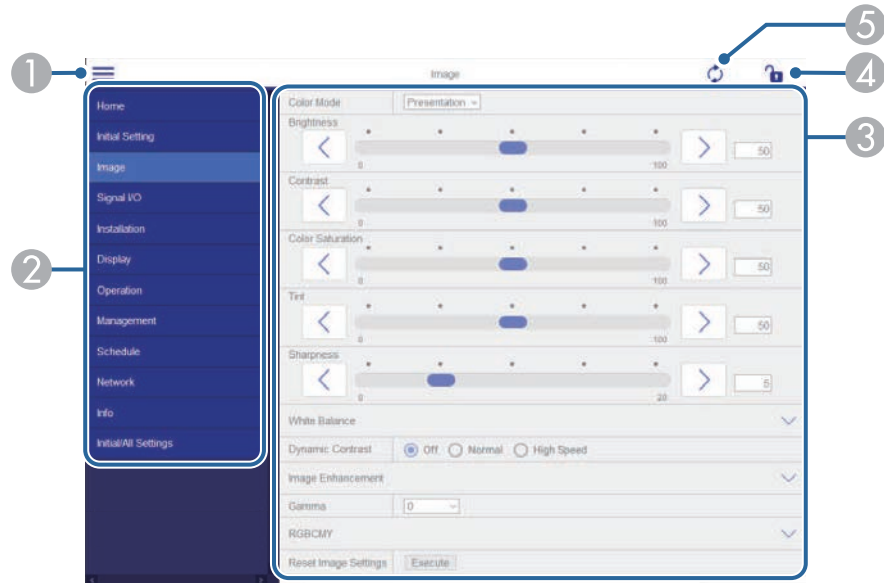 5
1
Image
4
Home
Initial Setting
Image
Signal I/O
Installation
Display
Operation
Management
Schedule
Network
Info
Initial/All Settings
2
Color Mode Presentation
Brightness
0 100 50
Contrast
0 100 50
Color Saturation
0 100 50
Tint
0 100 50
Sharpness
0 20 5
White Balance
Dynamic Contrast Off Normal High Speed
Image Enhancement
Gamma 0
RGBCMY
Reset Image Settings Execute
3